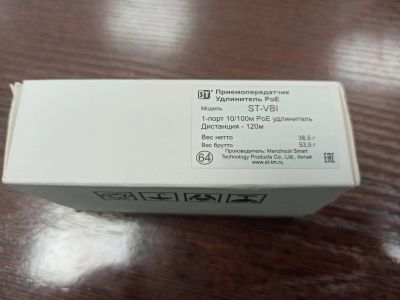 ST
Приемопередатчик
Удлинитель PoE
Модель ST-VBI
1-порт 10/100м PoE удлинитель
Дистанция - 120м
Вес нетто 38,5 г
Вес брутто 53,5 г
Производитель: Manzhouli Smart
Technology Products Co., Ltd., Китай
www.st-tm.ru
64
EAC